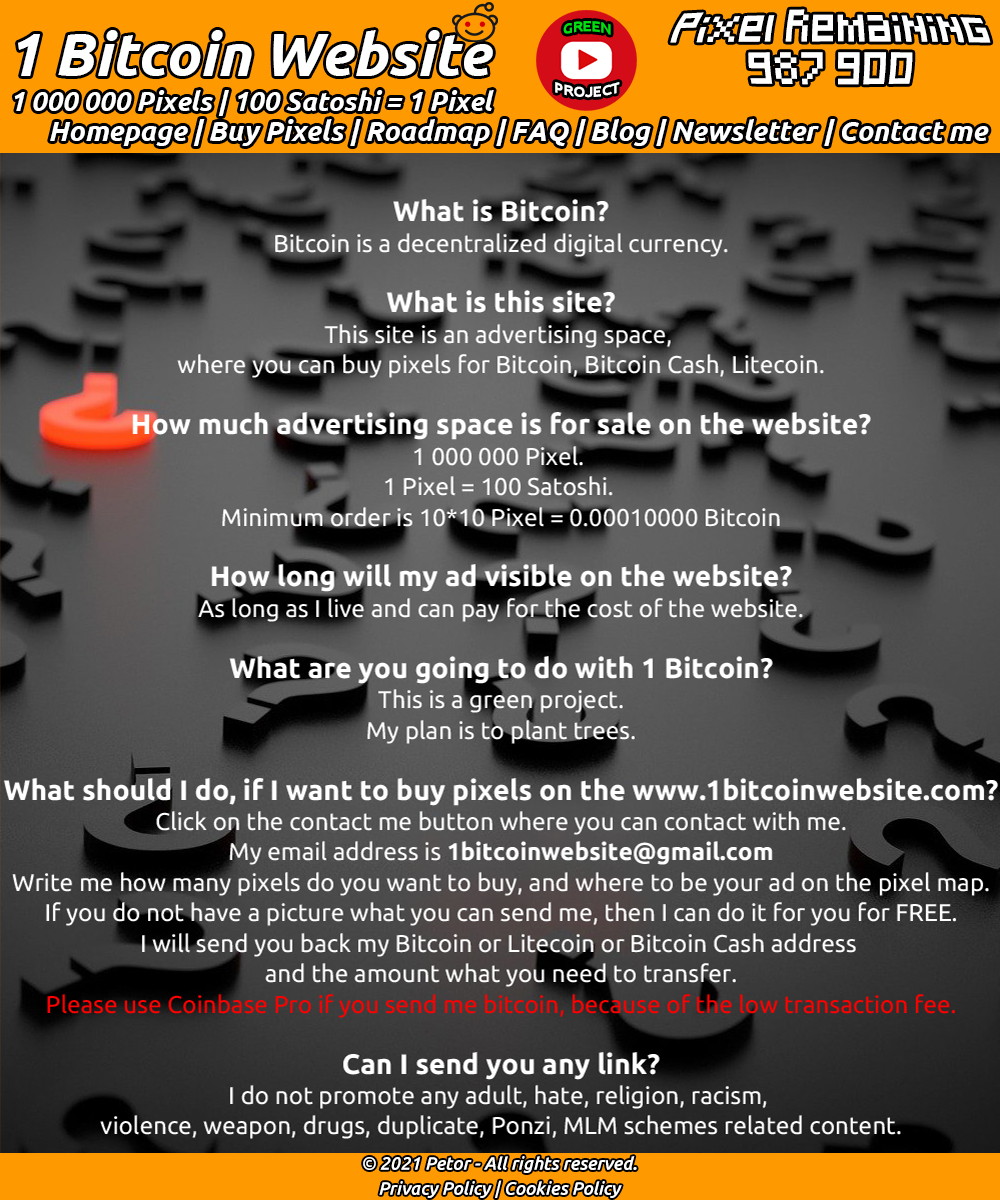 1 Bitcoin Website
1 000 000 Pixels | 100 Satoshi = 1 Pixel
GREEN
PROJECT
Pixel Remaining
987 900
Homepage | Buy Pixels | Roadmap | FAQ | Blog | Newsletter | Contact me
What is Bitcoin?
Bitcoin is a decentralized digital currency.
What is this site?
This site is an advertising space,
where you can buy pixels for Bitcoin, Bitcoin Cash, Litecoin.
How much advertising space is for sale on the website?
1 000 000 Pixel.
1 Pixel = 100 Satoshi.
Minimum order is 10*10 Pixel = 0.00010000 Bitcoin
How long will my ad visible on the website?
As long as I live and can pay for the cost of the website.
What are you going to do with 1 Bitcoin?
This is a green project.
My plan is to plant trees.
What should I do, if I want to buy pixels on the www.1bitcoinwebsite.com?
Click on the contact me button where you can contact with me.
My email address is 1bitcoinwebsite@gmail.com
Write me how many pixels do you want to buy, and where to be your ad on the pixel map.
If you do not have a picture what you can send me, then I can do it for you for FREE.
I will send you back my Bitcoin or Litecoin or Bitcoin Cash address
and the amount what you need to transfer.
Please use Coinbase Pro if you send me bitcoin, because of the low transaction fee.
Can I send you any link?
I do not promote any adult, hate, religion, racism,
violence, weapon, drugs, duplicate, Ponzi, MLM schemes related content.
© 2021 Petor - All rights reserved.
Privacy Policy | Cookies Policy